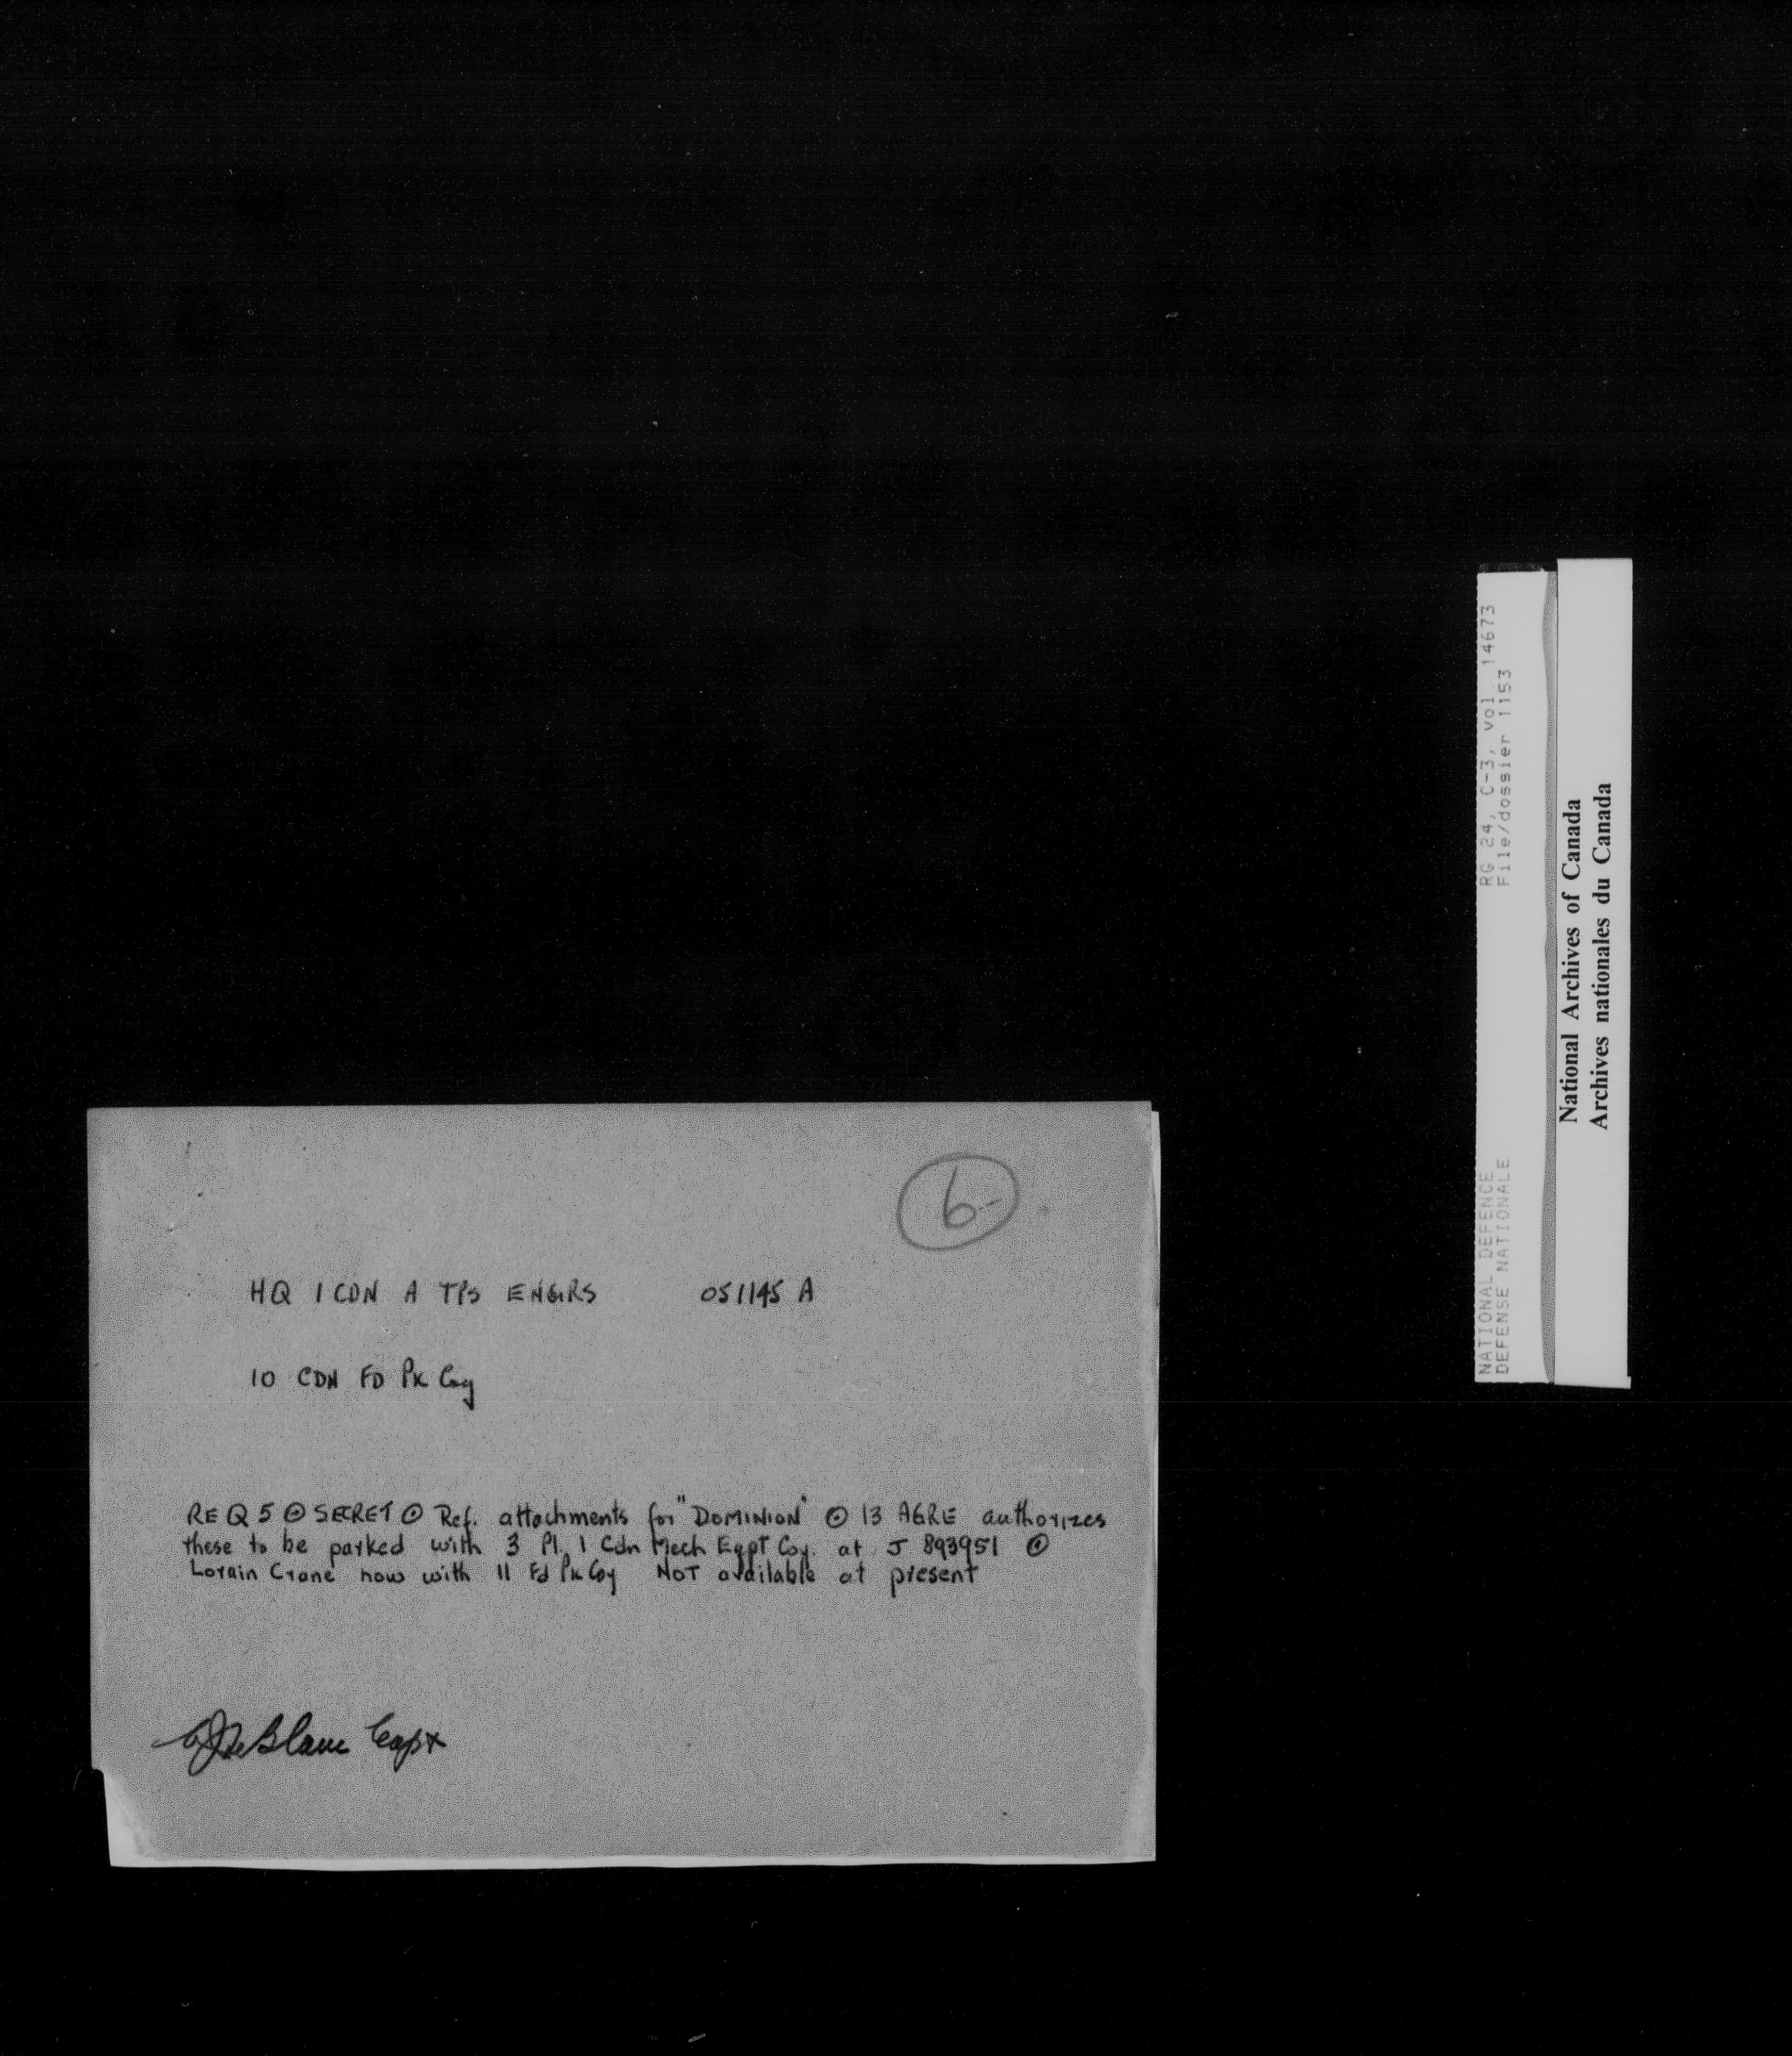 6-
HQ 1 CDN A TPS ENGRS 051145 A
10 CDN FD PK Coy
REQ 5 ⊙ SECRET ⊙ Ref. attachments for "DOMINION" ⊙ 13 AGRE authorizes
these to be parked with 3 Pl. 1 Cdn Mech Eqpt Coy. at J 893951 ⊙
Lorain Crane now with 11 Fd Pk Coy NOT available at present
Capt
NATIONAL DEFENCE RG 24, C-3, vol. 14673
DEFENSE NATIONALE File/dossier 1153
National Archives of Canada
Archives nationales du Canada